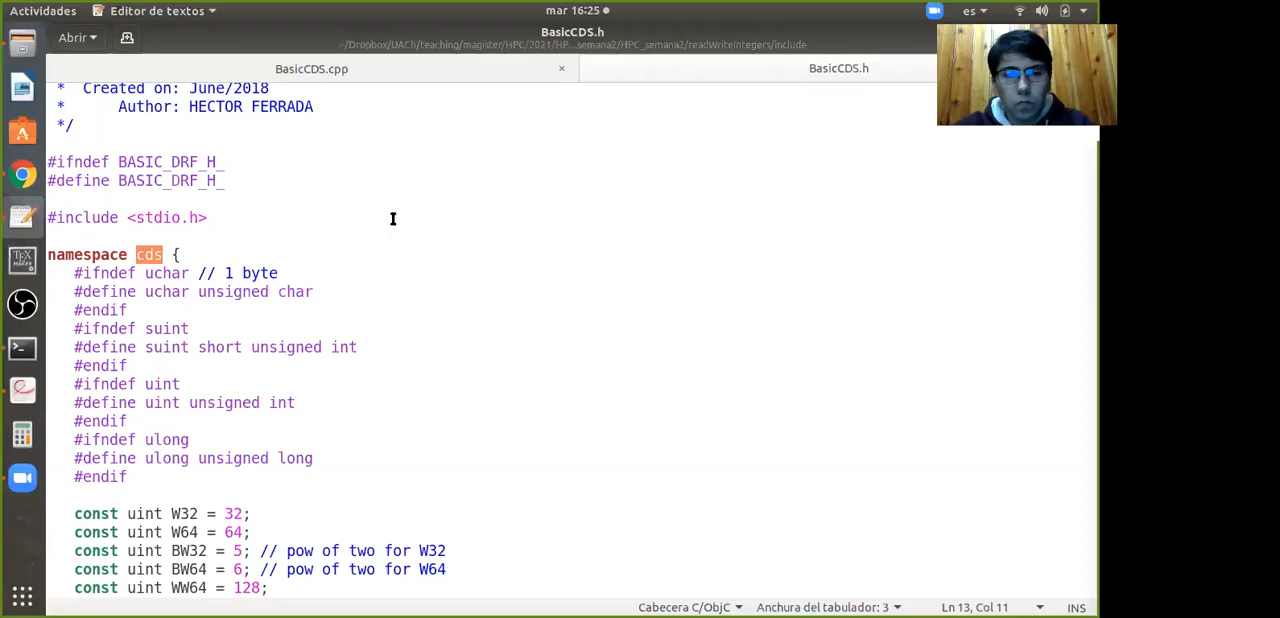 Actividades Editor de textos mar 16:25 es
Abrir BasicCDS.h
~/Dropbox/UACh/teaching/magister/HPC/2021/HP...semana2/HPC_semana2/readWriteIntegers/include
BasicCDS.cpp × BasicCDS.h
* Created on: June/2018
* Author: HECTOR FERRADA
*/
#ifndef BASIC_DRF_H_
#define BASIC_DRF_H_
#include <stdio.h>
namespace cds {
#ifndef uchar // 1 byte
#define uchar unsigned char
#endif
#ifndef suint
#define suint short unsigned int
#endif
#ifndef uint
#define uint unsigned int
#endif
#ifndef ulong
#define ulong unsigned long
#endif
const uint W32 = 32;
const uint W64 = 64;
const uint BW32 = 5; // pow of two for W32
const uint BW64 = 6; // pow of two for W64
const uint WW64 = 128;
Cabecera C/ObjC Anchura del tabulador: 3 Ln 13, Col 11 INS